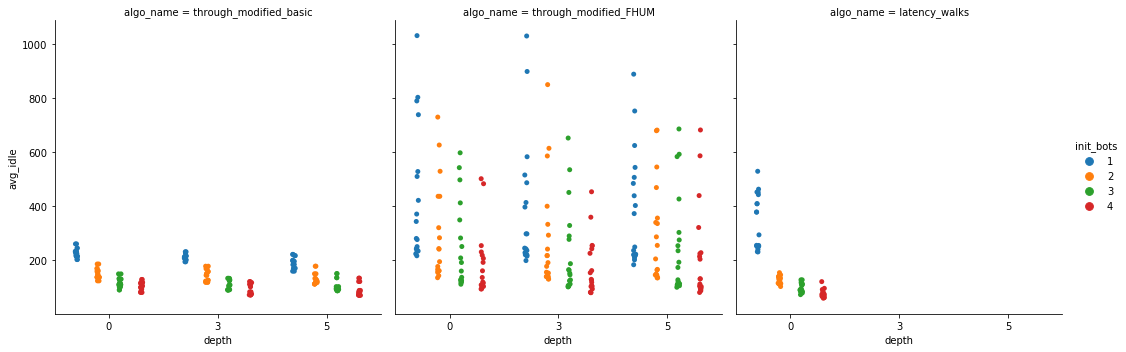 algo_name = through_modified_basic
algo_name = through_modified_FHUM
algo_name = latency_walks
1000
800
600
400
200
avg_idle
0 3 5
0 3 5
0 3 5
depth
depth
depth
init_bots
1
2
3
4